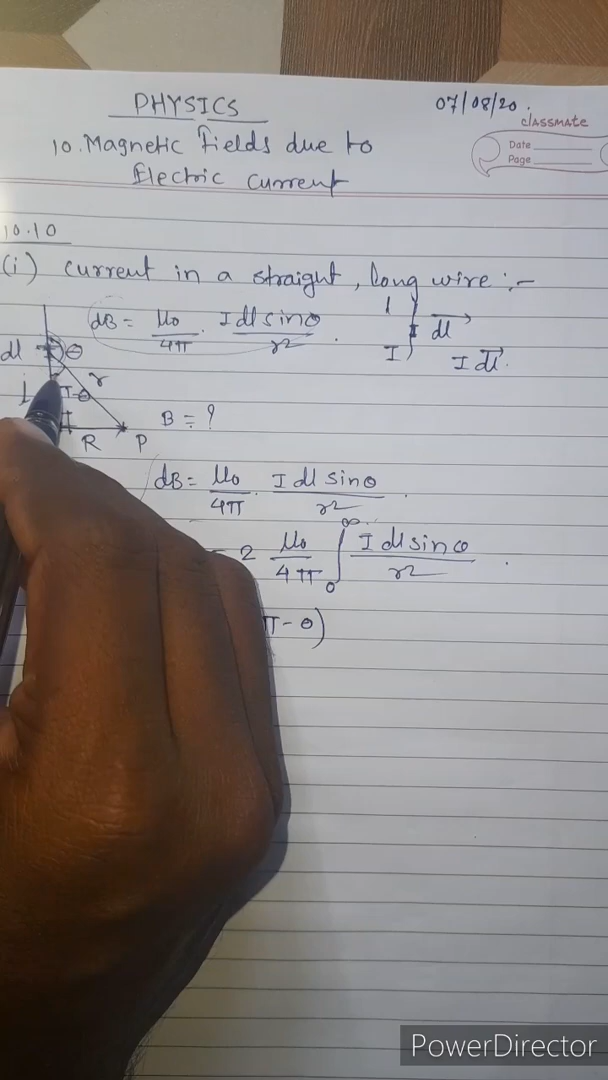 PHYSICS 07/08/20.
classmate
Date
Page
10. Magnetic Fields due to
Electric Current
10.10
(i) Current in a straight, long wire :-
dB = μ₀/4π . I dl sinθ / r² .
I dl
I dl .
dl θ
r
π-θ
R P
B = ?
dB = μ₀/4π . I dl sinθ / r² .
= 2 μ₀/4π ∫₀^∞ I dl sinθ / r² .
π - θ)
PowerDirector